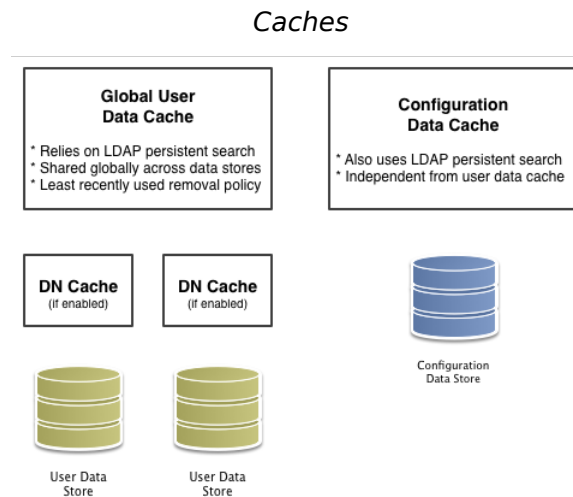 Caches
Global User
Data Cache
* Relies on LDAP persistent search
* Shared globally across data stores
* Least recently used removal policy
Configuration
Data Cache
* Also uses LDAP persistent search
* Independent from user data cache
DN Cache
(if enabled)
DN Cache
(if enabled)
Configuration
Data Store
User Data
Store
User Data
Store